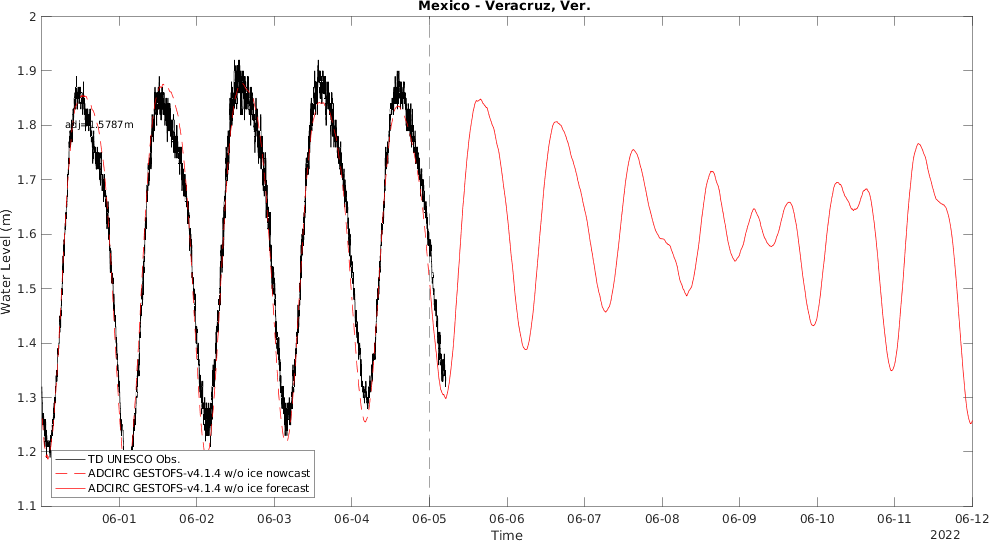 Mexico - Veracruz, Ver.
2
1.9
1.8
1.7
1.6
1.5
1.4
1.3
1.2
1.1
Water Level (m)
adj=1.5787m
TD UNESCO Obs.
ADCIRC GESTOFS-v4.1.4 w/o ice nowcast
ADCIRC GESTOFS-v4.1.4 w/o ice forecast
06-01 06-02 06-03 06-04 06-05 06-06 06-07 06-08 06-09 06-10 06-11 06-12
Time
2022